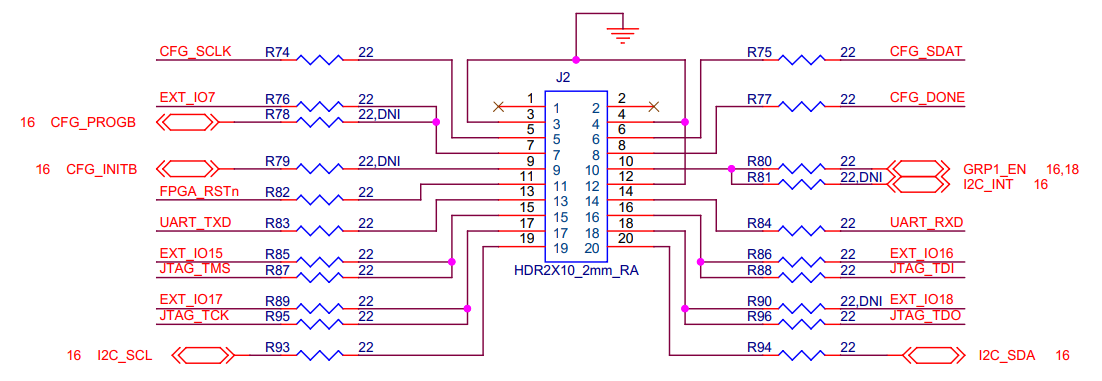 CFG_SCLK R74 22 R75 22 CFG_SDAT
J2
EXT_IO7 R76 22 1 1 2 2 R77 22 CFG_DONE
16 CFG_PROGB R78 22,DNI 3 3 4 4
5 5 6 6
7 7 8 8
16 CFG_INITB R79 22,DNI 9 9 10 10 R80 22 GRP1_EN 16,18
11 11 12 12 R81 22,DNI I2C_INT 16
FPGA_RSTn R82 22 13 13 14 14
UART_TXD R83 22 15 15 16 16 R84 22 UART_RXD
17 17 18 18
EXT_IO15 R85 22 19 19 20 20 R86 22 EXT_IO16
JTAG_TMS R87 22 HDR2X10_2mm_RA R88 22 JTAG_TDI
EXT_IO17 R89 22 R90 22,DNI EXT_IO18
JTAG_TCK R95 22 R96 22 JTAG_TDO
16 I2C_SCL R93 22 R94 22 I2C_SDA 16